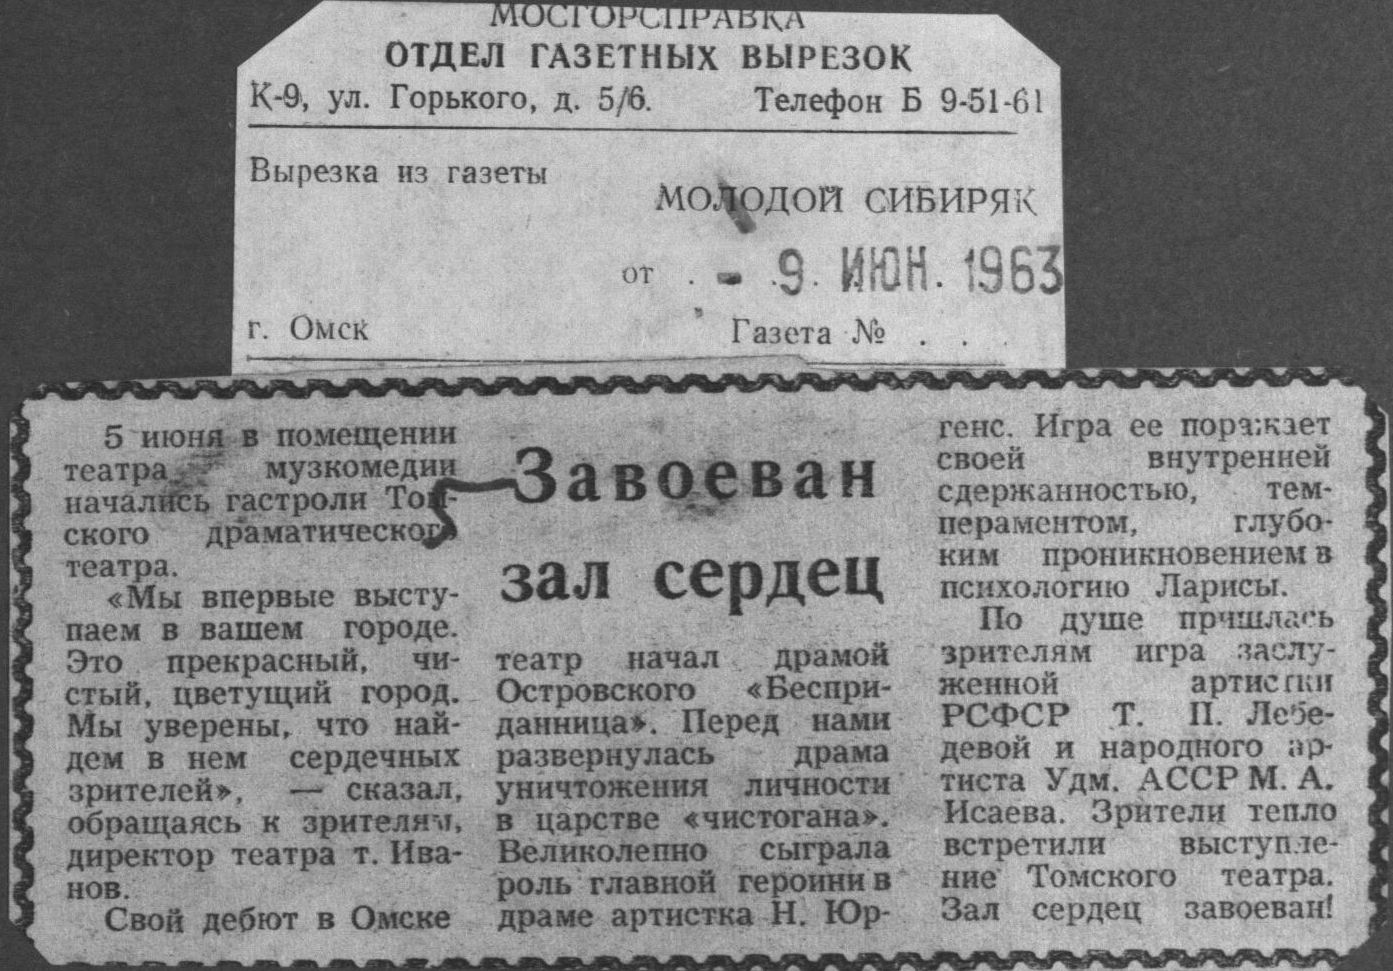 МОСГОРСПРАВКА
ОТДЕЛ ГАЗЕТНЫХ ВЫРЕЗОК
К-9, ул. Горького, д. 5/6. Телефон Б 9-51-61
Вырезка из газеты
МОЛОДОЙ СИБИРЯК
от . - 9. ИЮН. 1963
г. Омск Газета № . . .
5 июня в помещении
театра музкомедии
начались гастроли Том-
ского драматического
театра.
«Мы впервые высту-
паем в вашем городе.
Это прекрасный, чи-
стый, цветущий город.
Мы уверены, что най-
дем в нем сердечных
зрителей», — сказал,
обращаясь к зрителям,
директор театра т. Ива-
нов.
Свой дебют в Омске
Завоеван
зал сердец
театр начал драмой
Островского «Беспри-
данница». Перед нами
развернулась драма
уничтожения личности
в царстве «чистогана».
Великолепно сыграла
роль главной героини в
драме артистка Н. Юр-
генс. Игра ее поражает
своей внутренней
сдержанностью, тем-
пераментом, глубо-
ким проникновением в
психологию Ларисы.
По душе пришлась
зрителям игра заслу-
женной артистки
РСФСР Т. П. Лебе-
девой и народного ар-
тиста Удм. АССР М. А.
Исаева. Зрители тепло
встретили выступле-
ние Томского театра.
Зал сердец завоеван!